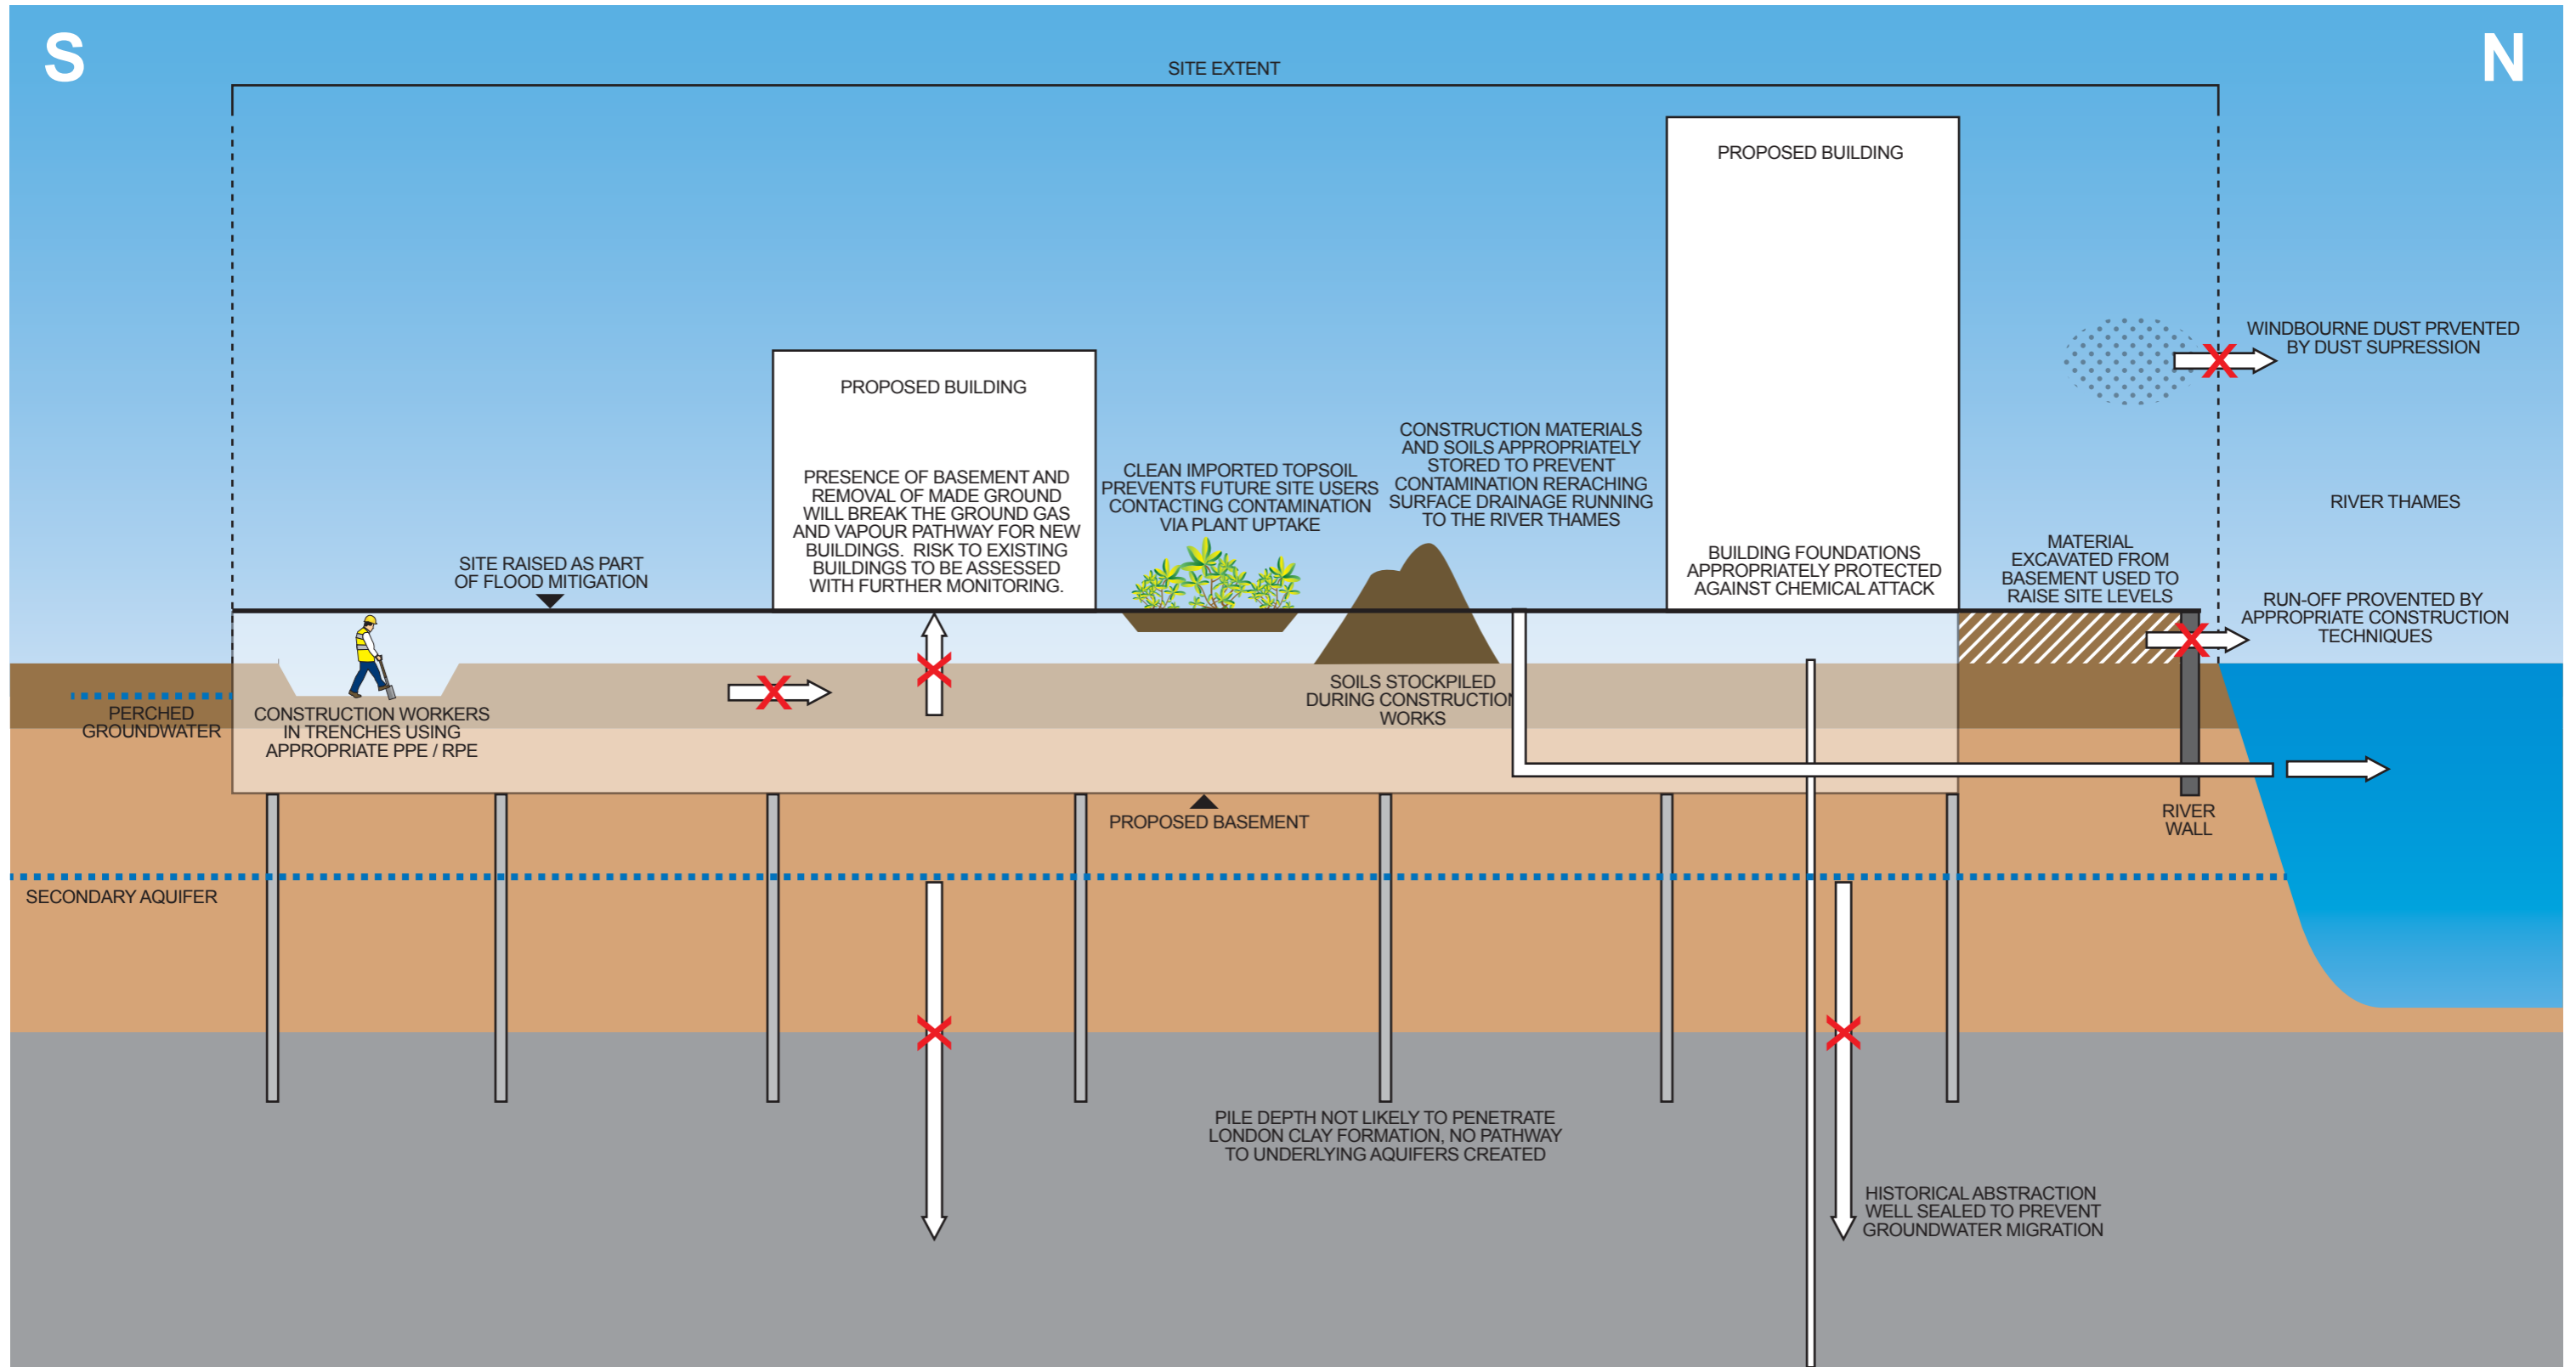 S
N
SITE EXTENT
PROPOSED BUILDING
WINDBOURNE DUST PRVENTED
BY DUST SUPRESSION
PROPOSED BUILDING
PRESENCE OF BASEMENT AND
REMOVAL OF MADE GROUND
WILL BREAK THE GROUND GAS
AND VAPOUR PATHWAY FOR NEW
BUILDINGS. RISK TO EXISTING
BUILDINGS TO BE ASSESSED
WITH FURTHER MONITORING.
CLEAN IMPORTED TOPSOIL
PREVENTS FUTURE SITE USERS
CONTACTING CONTAMINATION
VIA PLANT UPTAKE
CONSTRUCTION MATERIALS
AND SOILS APPROPRIATELY
STORED TO PREVENT
CONTAMINATION RERACHING
SURFACE DRAINAGE RUNNING
TO THE RIVER THAMES
RIVER THAMES
SITE RAISED AS PART
OF FLOOD MITIGATION
BUILDING FOUNDATIONS
APPROPRIATELY PROTECTED
AGAINST CHEMICAL ATTACK
MATERIAL
EXCAVATED FROM
BASEMENT USED TO
RAISE SITE LEVELS
RUN-OFF PROVENTED BY
APPROPRIATE CONSTRUCTION
TECHNIQUES
PERCHED
GROUNDWATER
CONSTRUCTION WORKERS
IN TRENCHES USING
APPROPRIATE PPE / RPE
SOILS STOCKPILED
DURING CONSTRUCTION
WORKS
PROPOSED BASEMENT
RIVER
WALL
SECONDARY AQUIFER
PILE DEPTH NOT LIKELY TO PENETRATE
LONDON CLAY FORMATION, NO PATHWAY
TO UNDERLYING AQUIFERS CREATED
HISTORICAL ABSTRACTION
WELL SEALED TO PREVENT
GROUNDWATER MIGRATION